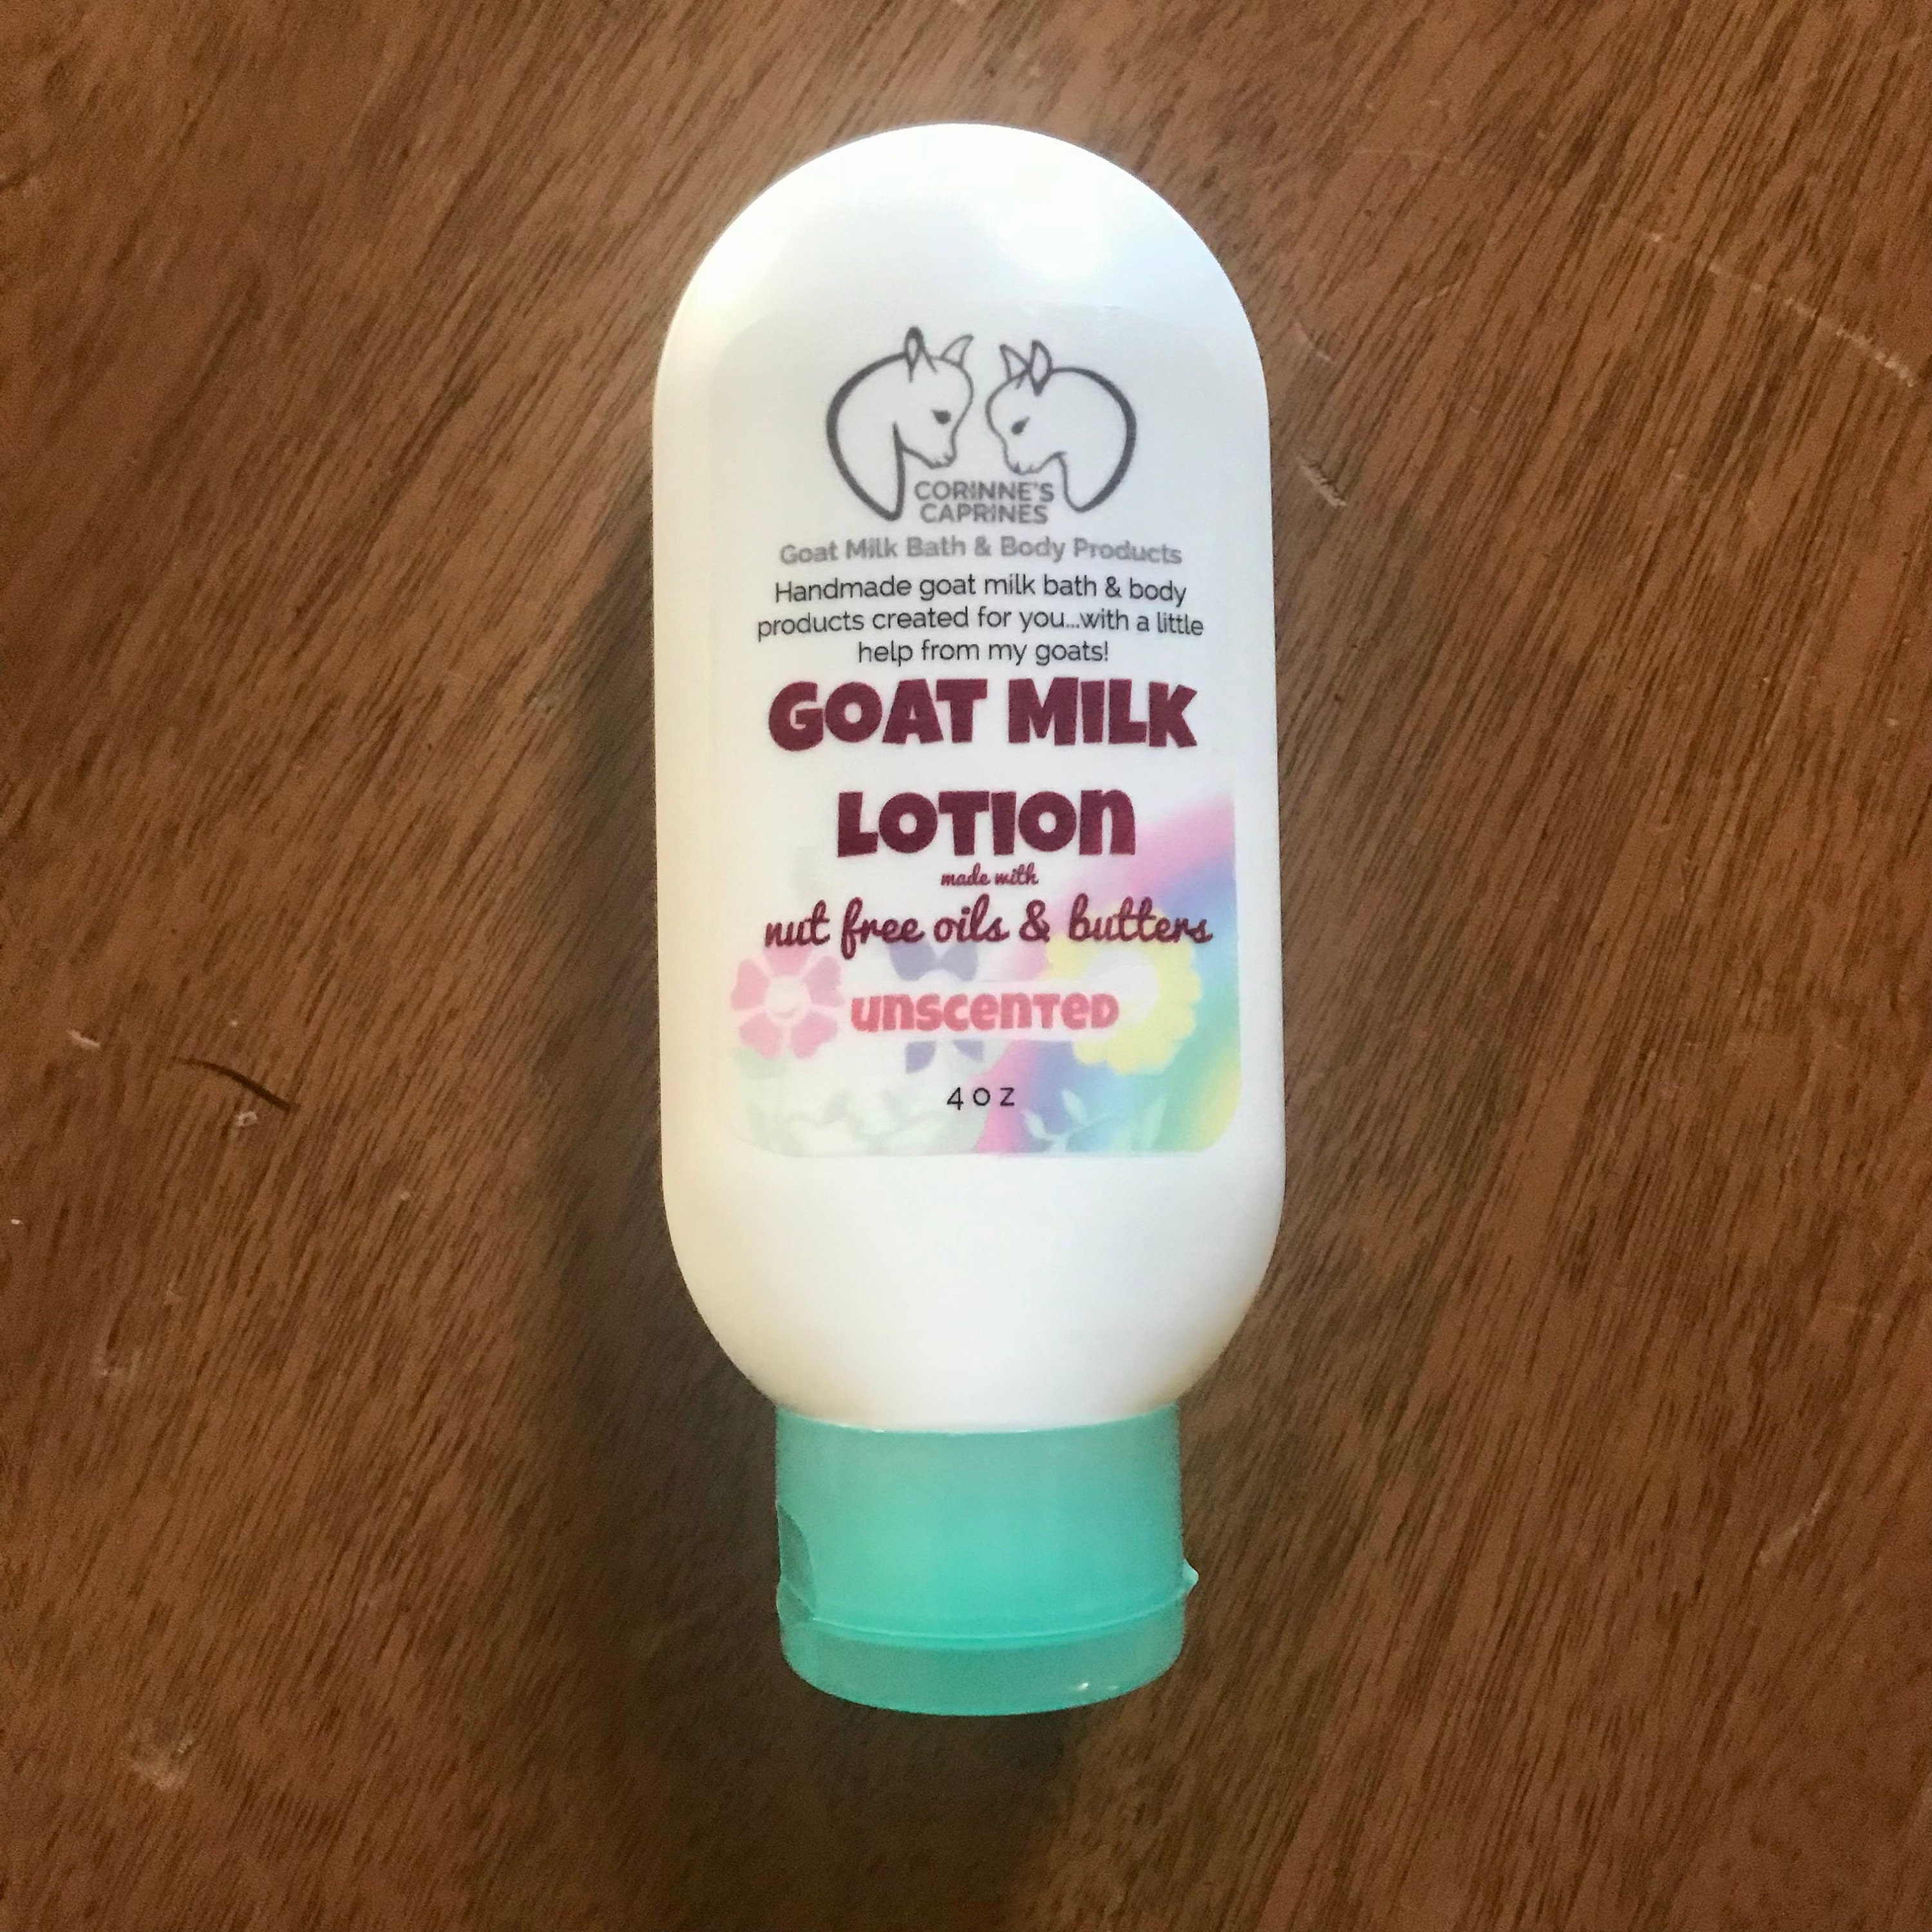 CORINNE'S
CAPRINES
Goat Milk Bath & Body Products
Handmade goat milk bath & body
products created for you...with a little
help from my goats!
GOAT MILK
LOTION
made with
nut free oils & butters
UNSCENTED
4 oz